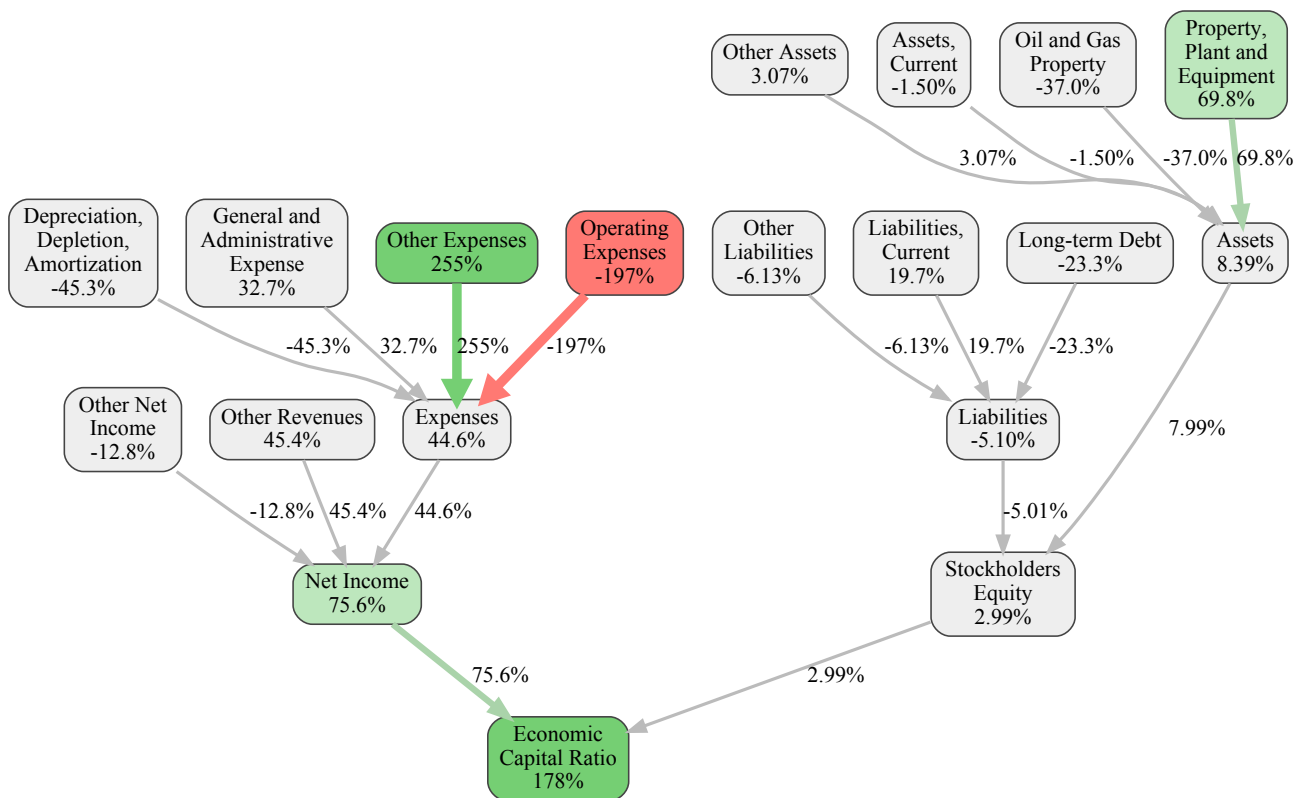 Other Assets
3.07%
Assets,
Current
-1.50%
Oil and Gas
Property
-37.0%
Property,
Plant and
Equipment
69.8%
3.07%
-1.50%
-37.0%
69.8%
Depreciation,
Depletion,
Amortization
-45.3%
General and
Administrative
Expense
32.7%
Other Expenses
255%
Operating
Expenses
-197%
Other
Liabilities
-6.13%
Liabilities,
Current
19.7%
Long-term Debt
-23.3%
Assets
8.39%
-45.3%
32.7%
255%
-197%
-6.13%
19.7%
-23.3%
Other Net
Income
-12.8%
Other Revenues
45.4%
Expenses
44.6%
Liabilities
-5.10%
7.99%
-12.8%
45.4%
44.6%
-5.01%
Net Income
75.6%
Stockholders
Equity
2.99%
75.6%
2.99%
Economic
Capital Ratio
178%